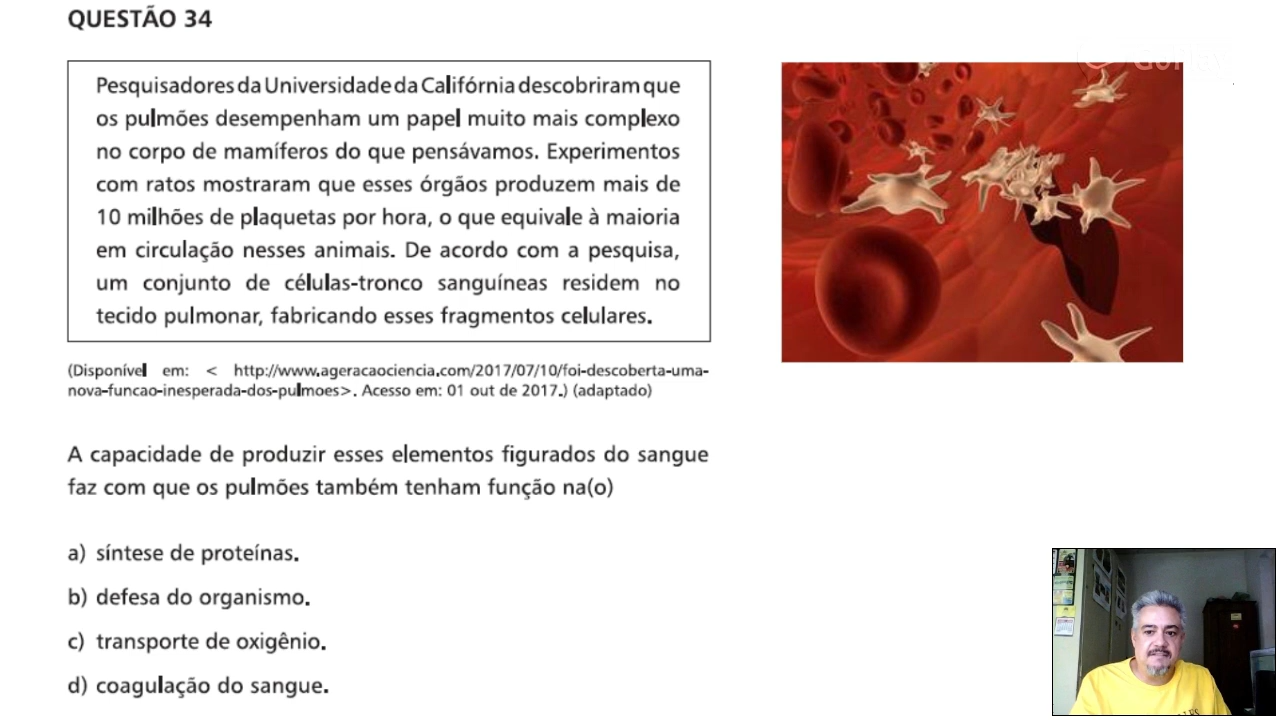 QUESTÃO 34
Pesquisadores da Universidade da Califórnia descobriram que
os pulmões desempenham um papel muito mais complexo
no corpo de mamíferos do que pensávamos. Experimentos
com ratos mostraram que esses órgãos produzem mais de
10 milhões de plaquetas por hora, o que equivale à maioria
em circulação nesses animais. De acordo com a pesquisa,
um conjunto de células-tronco sanguíneas residem no
tecido pulmonar, fabricando esses fragmentos celulares.
(Disponível em: < http://www.ageracaociencia.com/2017/07/10/foi-descoberta-uma-
nova-funcao-inesperada-dos-pulmoes>. Acesso em: 01 out de 2017.) (adaptado)
A capacidade de produzir esses elementos figurados do sangue
faz com que os pulmões também tenham função na(o)
a) síntese de proteínas.
b) defesa do organismo.
c) transporte de oxigênio.
d) coagulação do sangue.